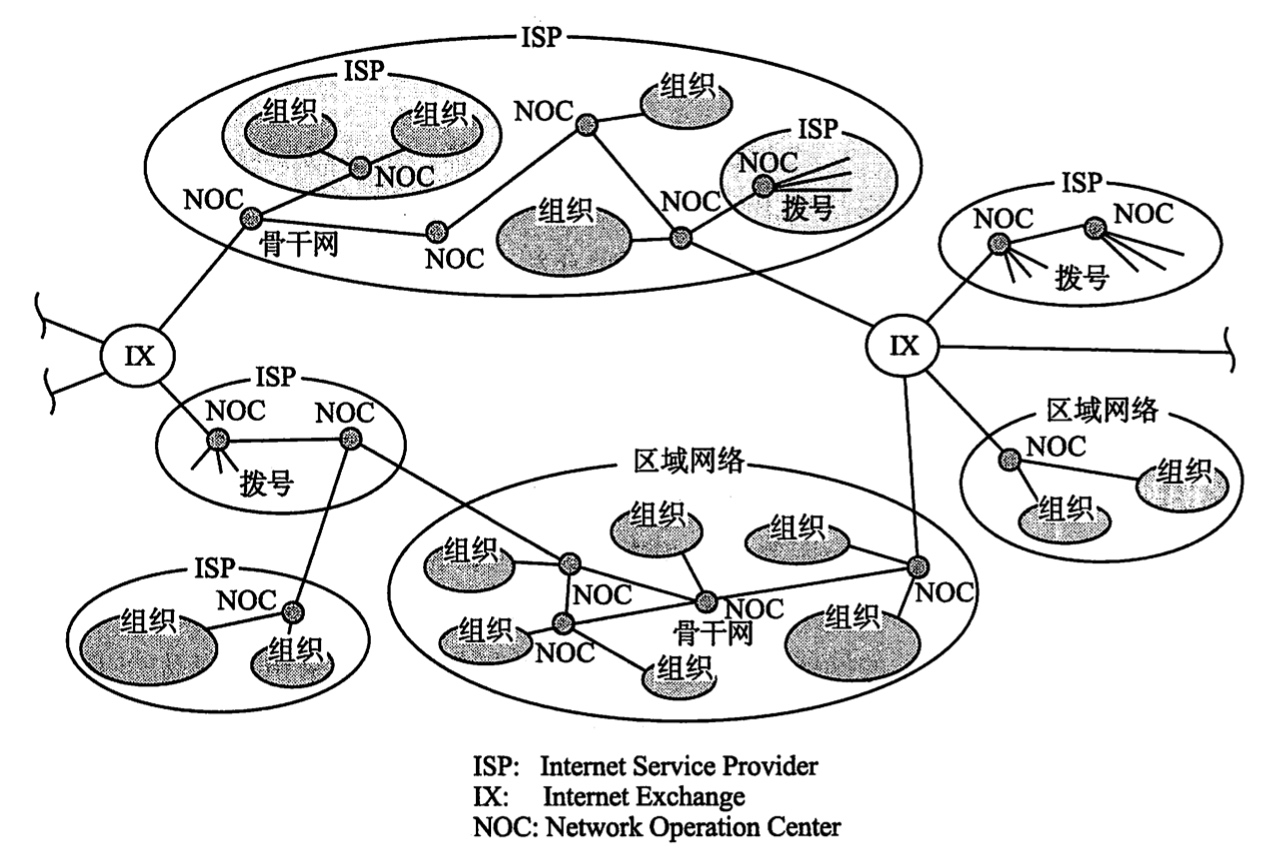 ISP
ISP
组织
组织
NOC
组织
ISP
NOC
拨号
NOC
NOC
骨干网
NOC
组织
NOC
ISP
NOC
NOC
拨号
IX
IX
ISP
NOC
NOC
拨号
区域网络
NOC
组织
组织
区域网络
组织
组织
组织
NOC
组织
NOC
NOC
骨干网
组织
NOC
组织
ISP
NOC
组织
组织
ISP: Internet Service Provider
IX: Internet Exchange
NOC: Network Operation Center